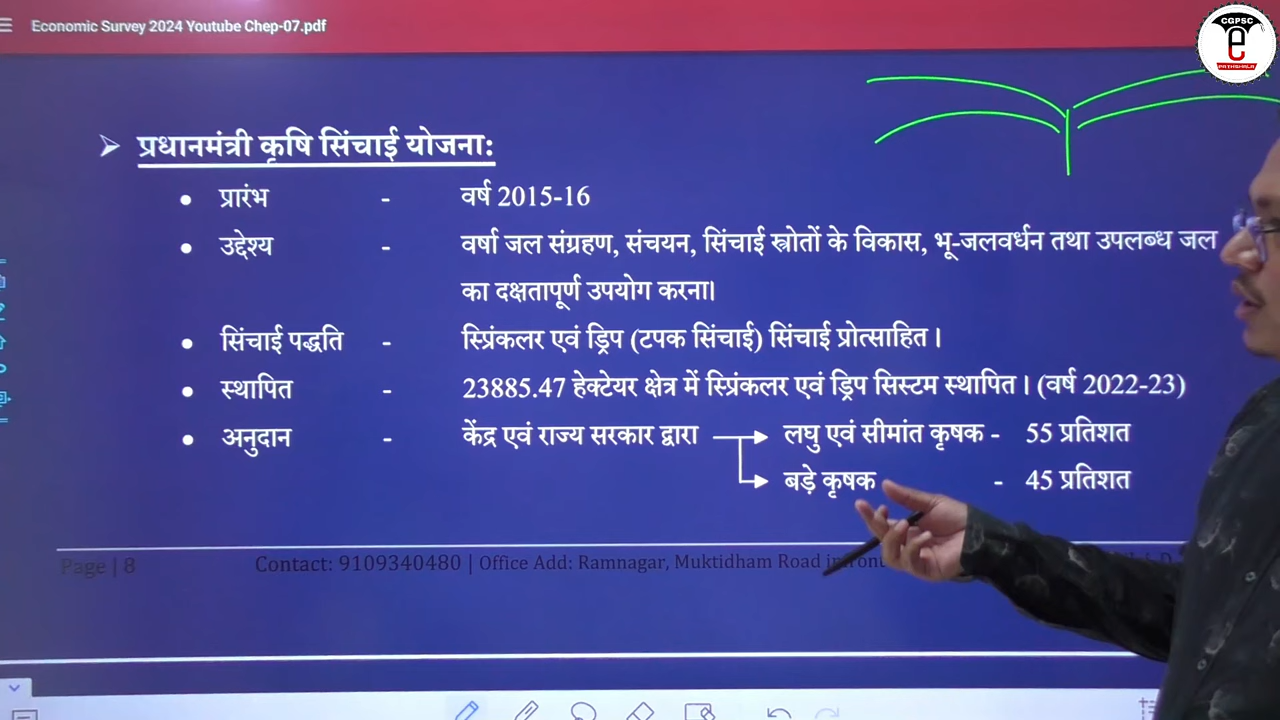 Economic Survey 2024 Youtube Chep-07.pdf
CGPSC
e
PATHSHALA
प्रधानमंत्री कृषि सिंचाई योजना:
प्रारंभ - वर्ष 2015-16
उद्देश्य - वर्षा जल संग्रहण, संचयन, सिंचाई स्त्रोतों के विकास, भू-जलवर्धन तथा उपलब्ध जल
का दक्षतापूर्ण उपयोग करना।
सिंचाई पद्धति - स्प्रिंकलर एवं ड्रिप (टपक सिंचाई) सिंचाई प्रोत्साहित।
स्थापित - 23885.47 हेक्टेयर क्षेत्र में स्प्रिंकलर एवं ड्रिप सिस्टम स्थापित। (वर्ष 2022-23)
अनुदान - केंद्र एवं राज्य सरकार द्वारा लघु एवं सीमांत कृषक - 55 प्रतिशत
बड़े कृषक - 45 प्रतिशत
Page | 8 Contact: 9109340480 | Office Add: Ramnagar, Muktidham Road